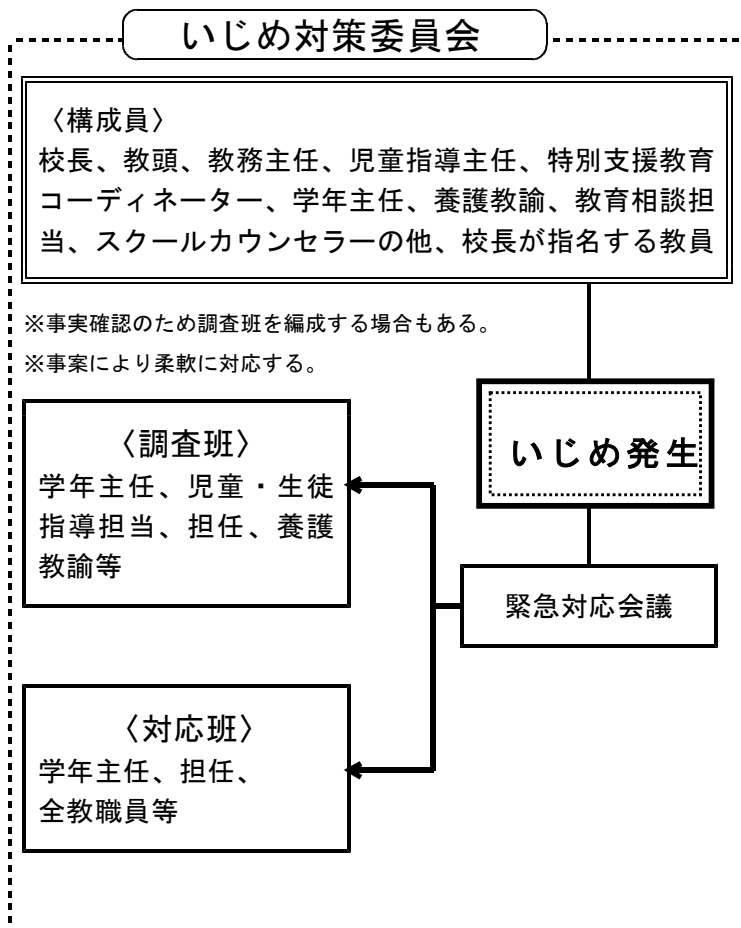 いじめ対策委員会
〈構成員〉
校長、教頭、教務主任、児童指導主任、特別支援教育
コーディネーター、学年主任、養護教諭、教育相談担
当、スクールカウンセラーの他、校長が指名する教員
※事実確認のため調査班を編成する場合もある。
※事案により柔軟に対応する。
〈調査班〉
学年主任、児童・生徒
指導担当、担任、養護
教諭等
いじめ発生
緊急対応会議
〈対応班〉
学年主任、担任、
全教職員等